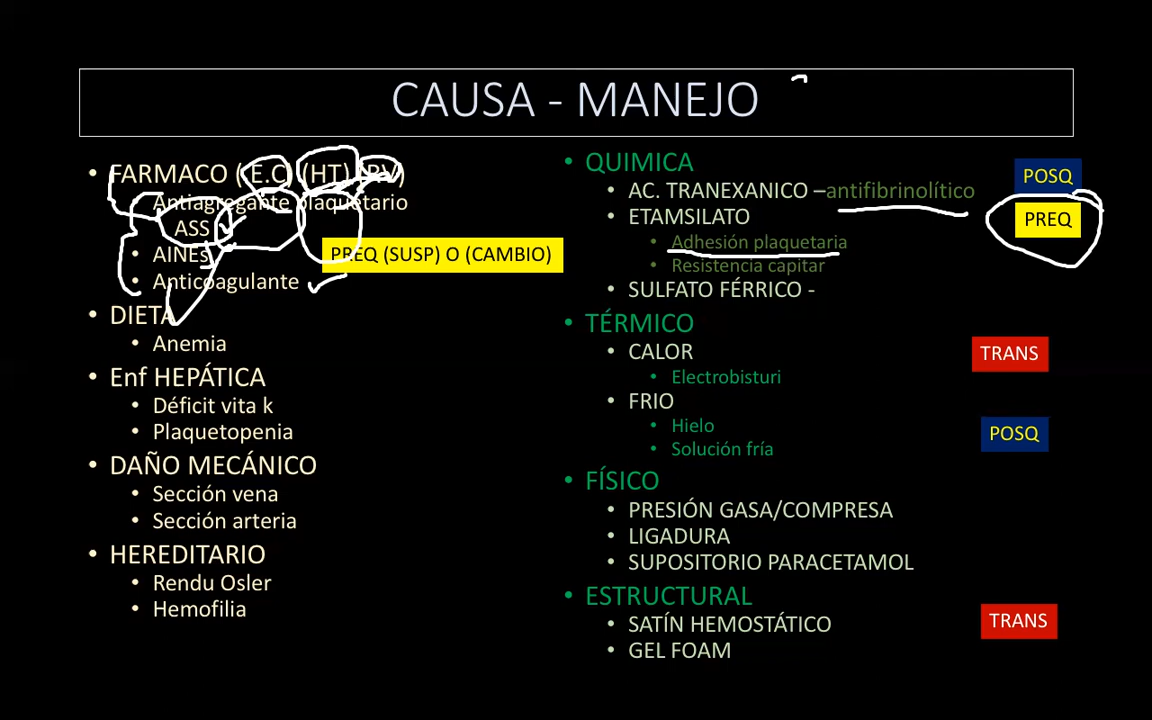 CAUSA - MANEJO
• FARMACO ( E.C) (HT) (RV)
• Antiagregante plaquetario
ASS
• AINEs
• Anticoagulante
PREQ (SUSP) O (CAMBIO)
• DIETA
• Anemia
• Enf HEPÁTICA
• Déficit vita k
• Plaquetopenia
• DAÑO MECÁNICO
• Sección vena
• Sección arteria
• HEREDITARIO
• Rendu Osler
• Hemofilia
• QUIMICA
• AC. TRANEXANICO –antifibrinolítico
POSQ
• ETAMSILATO
PREQ
• Adhesión plaquetaria
• Resistencia capitar
• SULFATO FÉRRICO -
• TÉRMICO
• CALOR
TRANS
• Electrobisturi
• FRIO
• Hielo
POSQ
• Solución fría
• FÍSICO
• PRESIÓN GASA/COMPRESA
• LIGADURA
• SUPOSITORIO PARACETAMOL
• ESTRUCTURAL
• SATÍN HEMOSTÁTICO
TRANS
• GEL FOAM